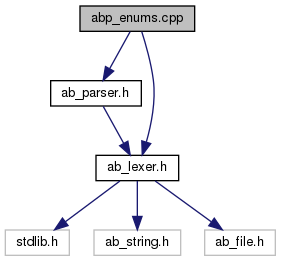 abp_enums.cpp
ab_parser.h
ab_lexer.h
stdlib.h
ab_string.h
ab_file.h